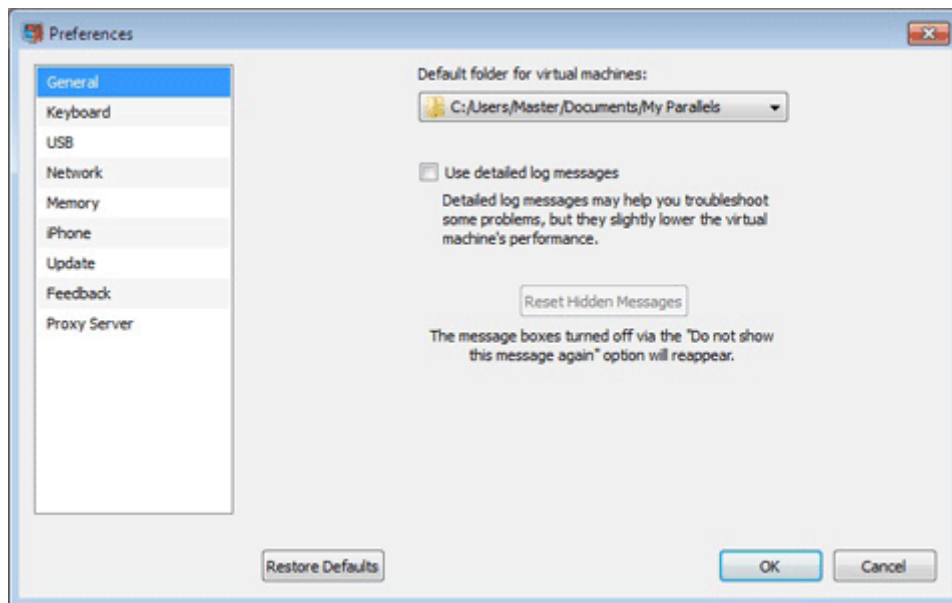 Preferences
General
Keyboard
USB
Network
Memory
iPhone
Update
Feedback
Proxy Server
Default folder for virtual machines:
C:/Users/Master/Documents/My Parallels
Use detailed log messages
Detailed log messages may help you troubleshoot
some problems, but they slightly lower the virtual
machine's performance.
Reset Hidden Messages
The message boxes turned off via the "Do not show
this message again" option will reappear.
Restore Defaults
OK
Cancel